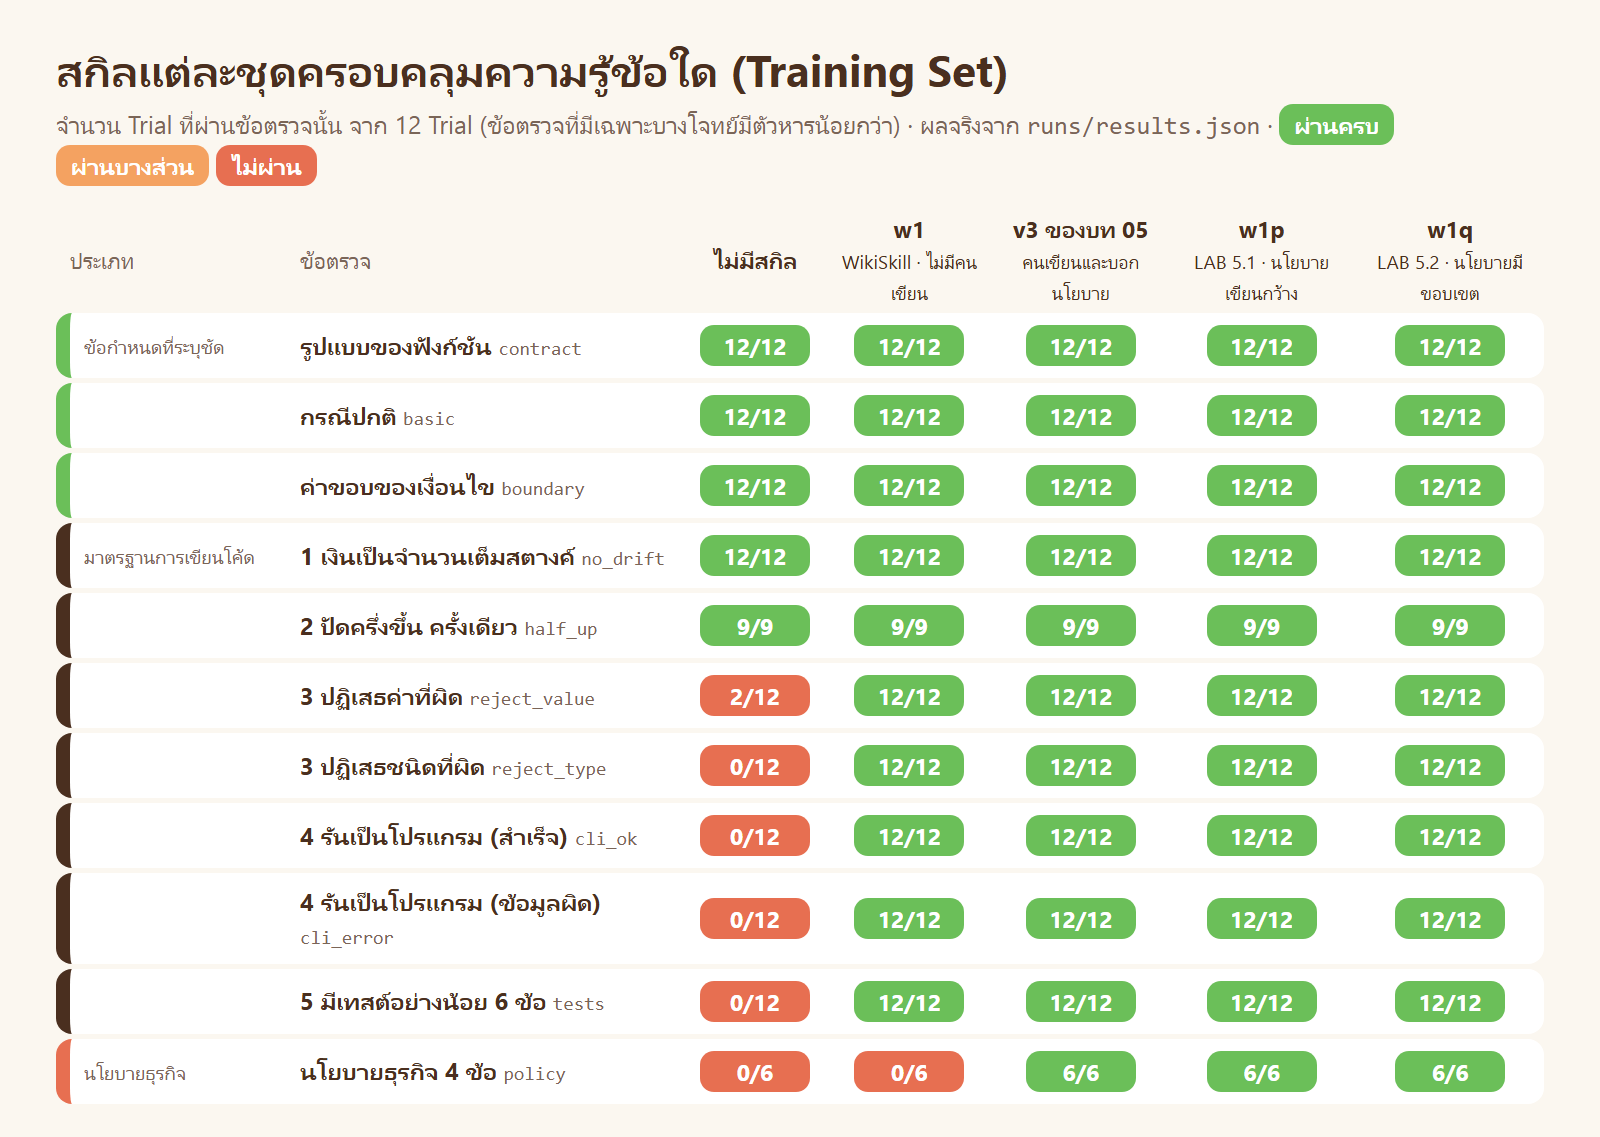 สกิลแต่ละชุดครอบคลุมความรู้ข้อใด (Training Set)
จำนวน Trial ที่ผ่านข้อตรวจนั้น จาก 12 Trial (ข้อตรวจที่มีเฉพาะบางโจทย์มีตัวหารน้อยกว่า) · ผลจริงจาก runs/results.json · ผ่านครบ
ผ่านบางส่วน ไม่ผ่าน
ประเภท ข้อตรวจ ไม่มีสกิล w1 v3 ของบท 05 w1p w1q
WikiSkill · ไม่มีคน คนเขียนและบอก LAB 5.1 · นโยบาย LAB 5.2 · นโยบายมี
เขียน นโยบาย เขียนกว้าง ขอบเขต
ข้อกำหนดที่ระบุชัด รูปแบบของฟังก์ชัน contract 12/12 12/12 12/12 12/12 12/12
กรณีปกติ basic 12/12 12/12 12/12 12/12 12/12
ค่าขอบของเงื่อนไข boundary 12/12 12/12 12/12 12/12 12/12
มาตรฐานการเขียนโค้ด 1 เงินเป็นจำนวนเต็มสตางค์ no_drift 12/12 12/12 12/12 12/12 12/12
2 ปัดครึ่งขึ้น ครั้งเดียว half_up 9/9 9/9 9/9 9/9 9/9
3 ปฏิเสธค่าที่ผิด reject_value 2/12 12/12 12/12 12/12 12/12
3 ปฏิเสธชนิดที่ผิด reject_type 0/12 12/12 12/12 12/12 12/12
4 รันเป็นโปรแกรม (สำเร็จ) cli_ok 0/12 12/12 12/12 12/12 12/12
4 รันเป็นโปรแกรม (ข้อมูลผิด)
cli_error 0/12 12/12 12/12 12/12 12/12
5 มีเทสต์อย่างน้อย 6 ข้อ tests 0/12 12/12 12/12 12/12 12/12
นโยบายธุรกิจ นโยบายธุรกิจ 4 ข้อ policy 0/6 0/6 6/6 6/6 6/6